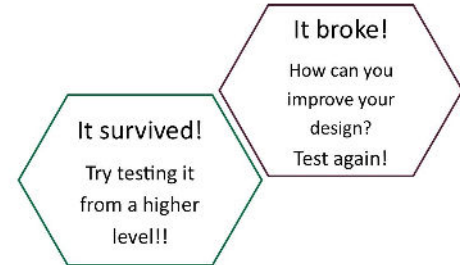 It broke!
How can you
improve your
design?
Test again!
It survived!
Try testing it
from a higher
level!!